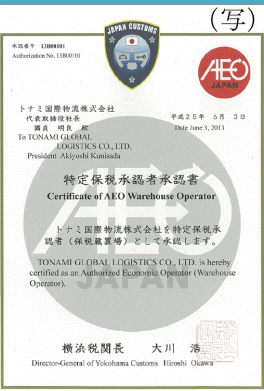 (写)
JAPAN CUSTOMS
承認番号 13B00101
Authorization No. 13B00101
AEO
JAPAN
トナミ国際物流株式会社
代表取締役社長
國貞 明良 殿
平成25年 6月 3日
Date June 3, 2013
To TONAMI GLOBAL
LOGISTICS CO., LTD.
President Akiyoshi Kunisada
特定保税承認者承認書
Certificate of AEO Warehouse Operator
トナミ国際物流株式会社を特定保税承
認者（保税蔵置場）として承認します。
TONAMI GLOBAL LOGISTICS CO., LTD. is hereby
certified as an Authorized Economic Operator (Warehouse
Operator).
AEO
JAPAN
横浜税関長 大川 浩
Director-General of Yokohama Customs Hiroshi Okawa